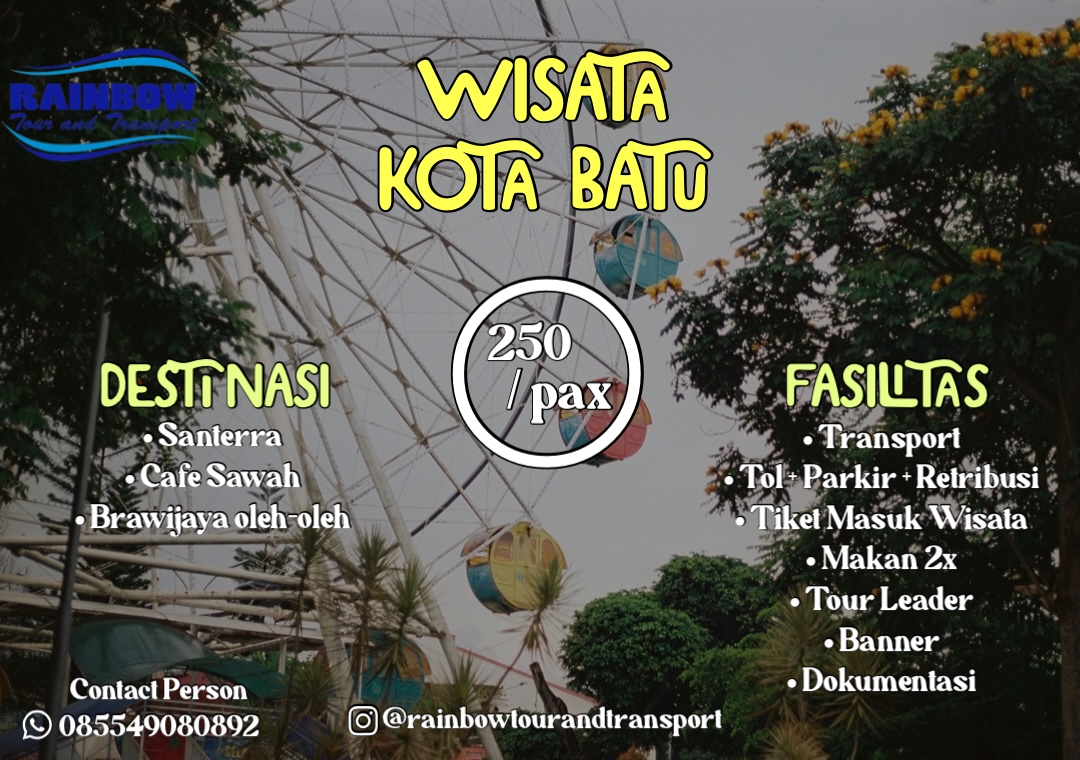 RAINBOW
Tour and Transport
WISATA
KOTA BATU
250
/ pax
DESTINASI
• Santerra
• Cafe Sawah
• Brawijaya oleh-oleh
FASILITAS
• Transport
• Tol + Parkir + Retribusi
• Tiket Masuk Wisata
• Makan 2x
• Tour Leader
• Banner
• Dokumentasi
Contact Person
085549080892
@rainbowtourandtransport